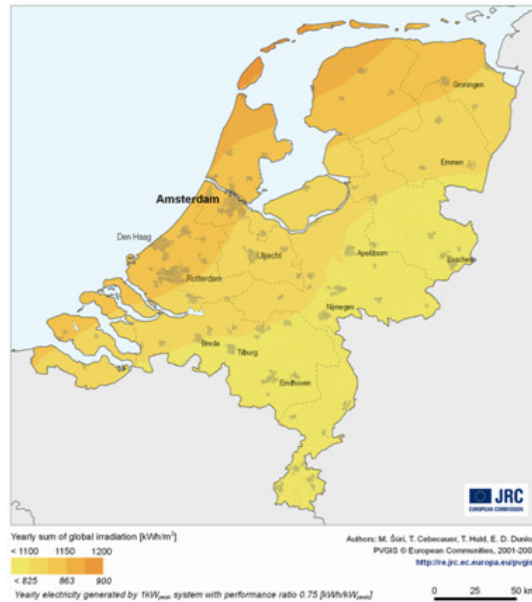 Groningen
Emmen
Amsterdam
Den Haag
Utrecht
Apeldoorn
Enschede
Rotterdam
Nijmegen
Breda
Tilburg
Eindhoven
JRC
EUROPEAN COMMISSION
Yearly sum of global irradiation [kWh/m²]
< 1100 1150 1200
< 825 863 900
Yearly electricity generated by 1kWpeak system with performance ratio 0.75 [kWh/kWpeak]
Authors: M. Šúri, T. Cebecauer, T. Huld, E. D. Dunlop
PVGIS © European Communities, 2001-200
http://re.jrc.ec.europa.eu/pvgis
0 25 50 km